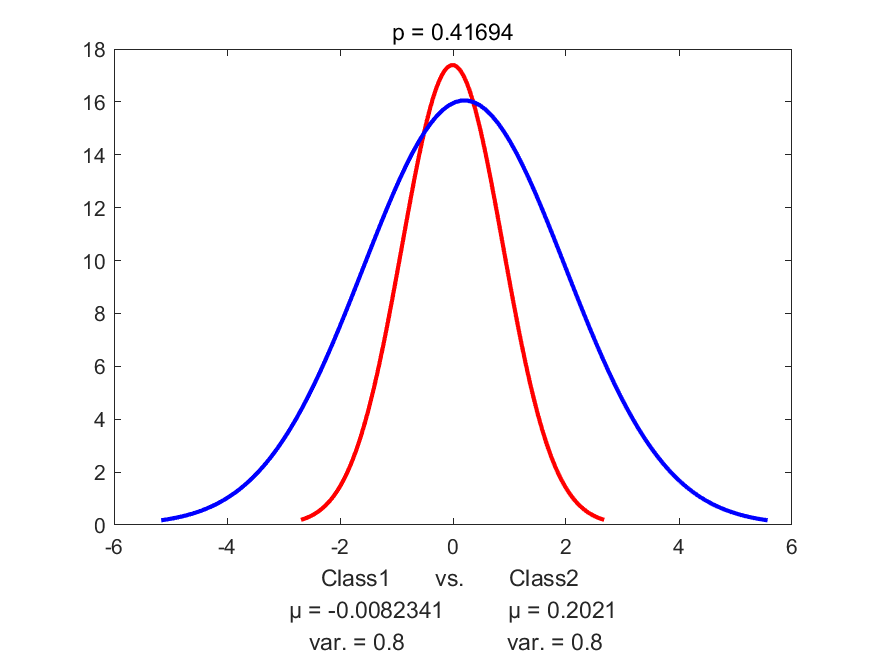 p = 0.41694
18
16
14
12
10
8
6
4
2
0
-6 -4 -2 0 2 4 6
Class1 vs. Class2
μ = -0.0082341 μ = 0.2021
var. = 0.8 var. = 0.8